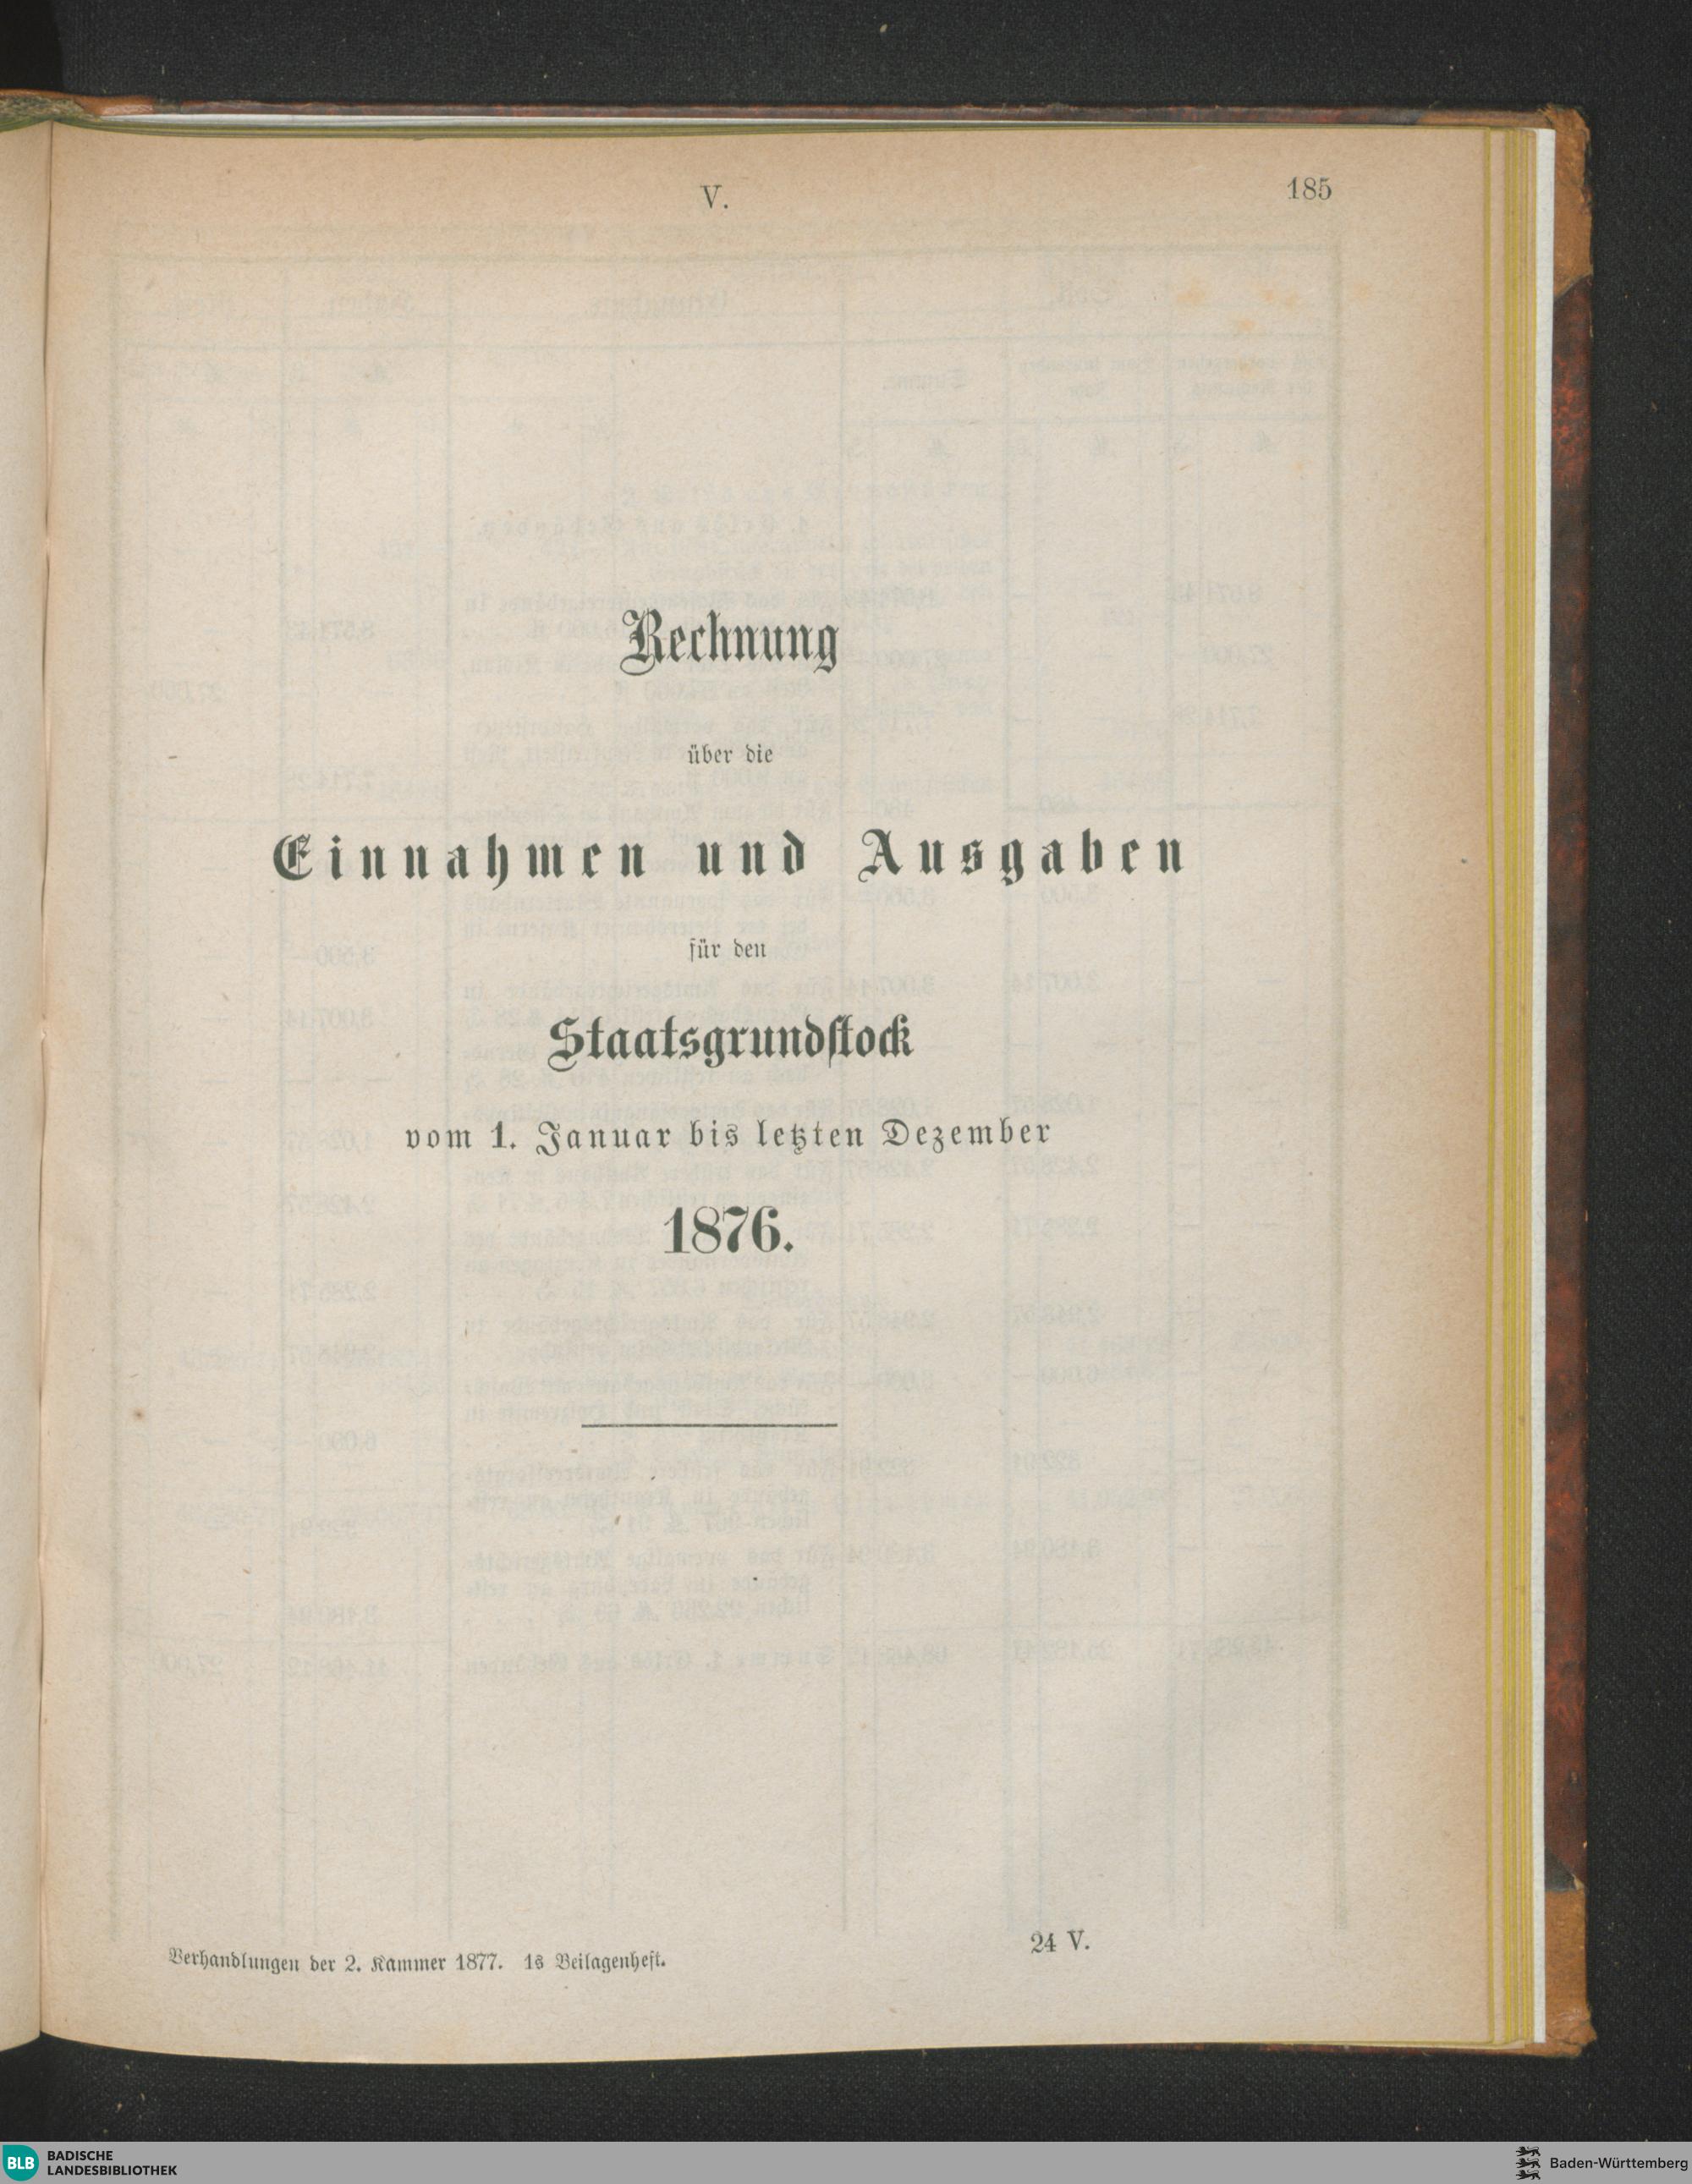 V.
185
Rechnung
über die
Einnahmen und Ausgaben
für den
Staatsgrundstock
vom 1. Januar bis letzten Dezember
1876.
24 V.
Verhandlungen der 2. Kammer 1877. 1s Beilagenheft.
BLB BADISCHE
LANDESBIBLIOTHEK
Baden-Württemberg